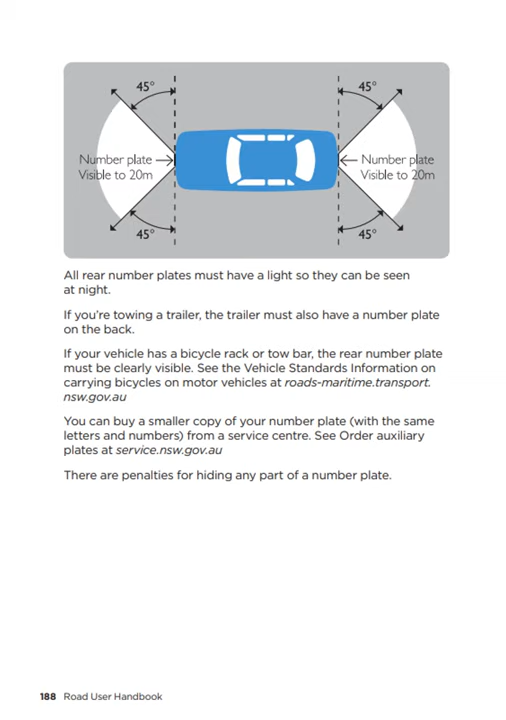 45°
45°
Number plate
Visible to 20m
Number plate
Visible to 20m
45°
45°
All rear number plates must have a light so they can be seen
at night.
If you’re towing a trailer, the trailer must also have a number plate
on the back.
If your vehicle has a bicycle rack or tow bar, the rear number plate
must be clearly visible. See the Vehicle Standards Information on
carrying bicycles on motor vehicles at roads-maritime.transport.
nsw.gov.au
You can buy a smaller copy of your number plate (with the same
letters and numbers) from a service centre. See Order auxiliary
plates at service.nsw.gov.au
There are penalties for hiding any part of a number plate.
188 Road User Handbook